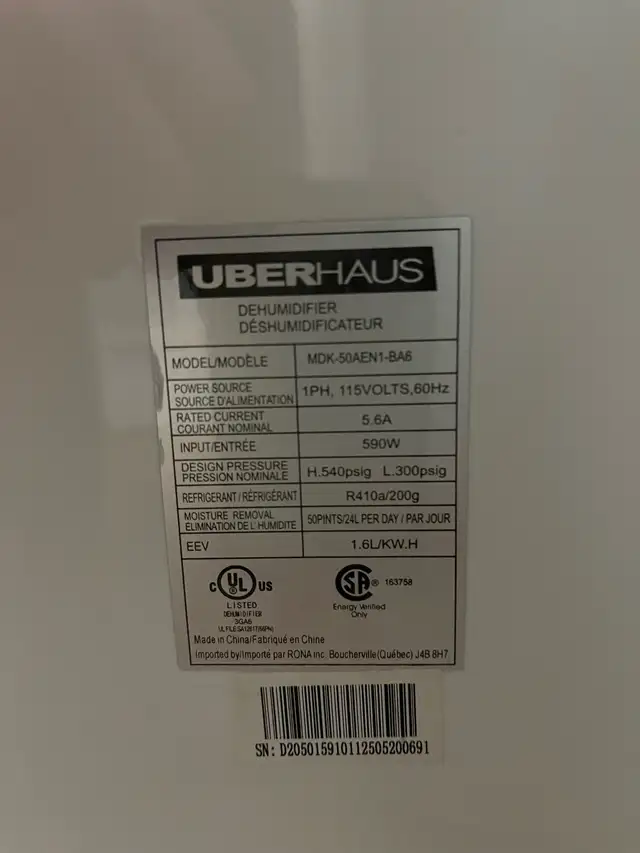 UBERHAUS
DEHUMIDIFIER
DÉSHUMIDIFICATEUR
MODEL/MODÈLE MDK-50AEN1-BA6
POWER SOURCE
SOURCE D'ALIMENTATION 1PH, 115VOLTS,60Hz
RATED CURRENT
COURANT NOMINAL 5.6A
INPUT/ENTRÉE 590W
DESIGN PRESSURE
PRESSION NOMINALE H.540psig L.300psig
REFRIGERANT / RÉFRIGÉRANT R410a/200g
MOISTURE REMOVAL
ELIMINATION DE L' HUMIDITE 50PINTS/24L PER DAY / PAR JOUR
EEV 1.6L/KW.H
C UL US
LISTED
DEHUMIDIFIER
3GA6
SA ® 163758
Energy Verified
Only
Made in China/Fabriqué en Chine
Imported by/Importé par RONA inc. Boucherville(Québec) J4B 8H7
SN: D205015910112505200691